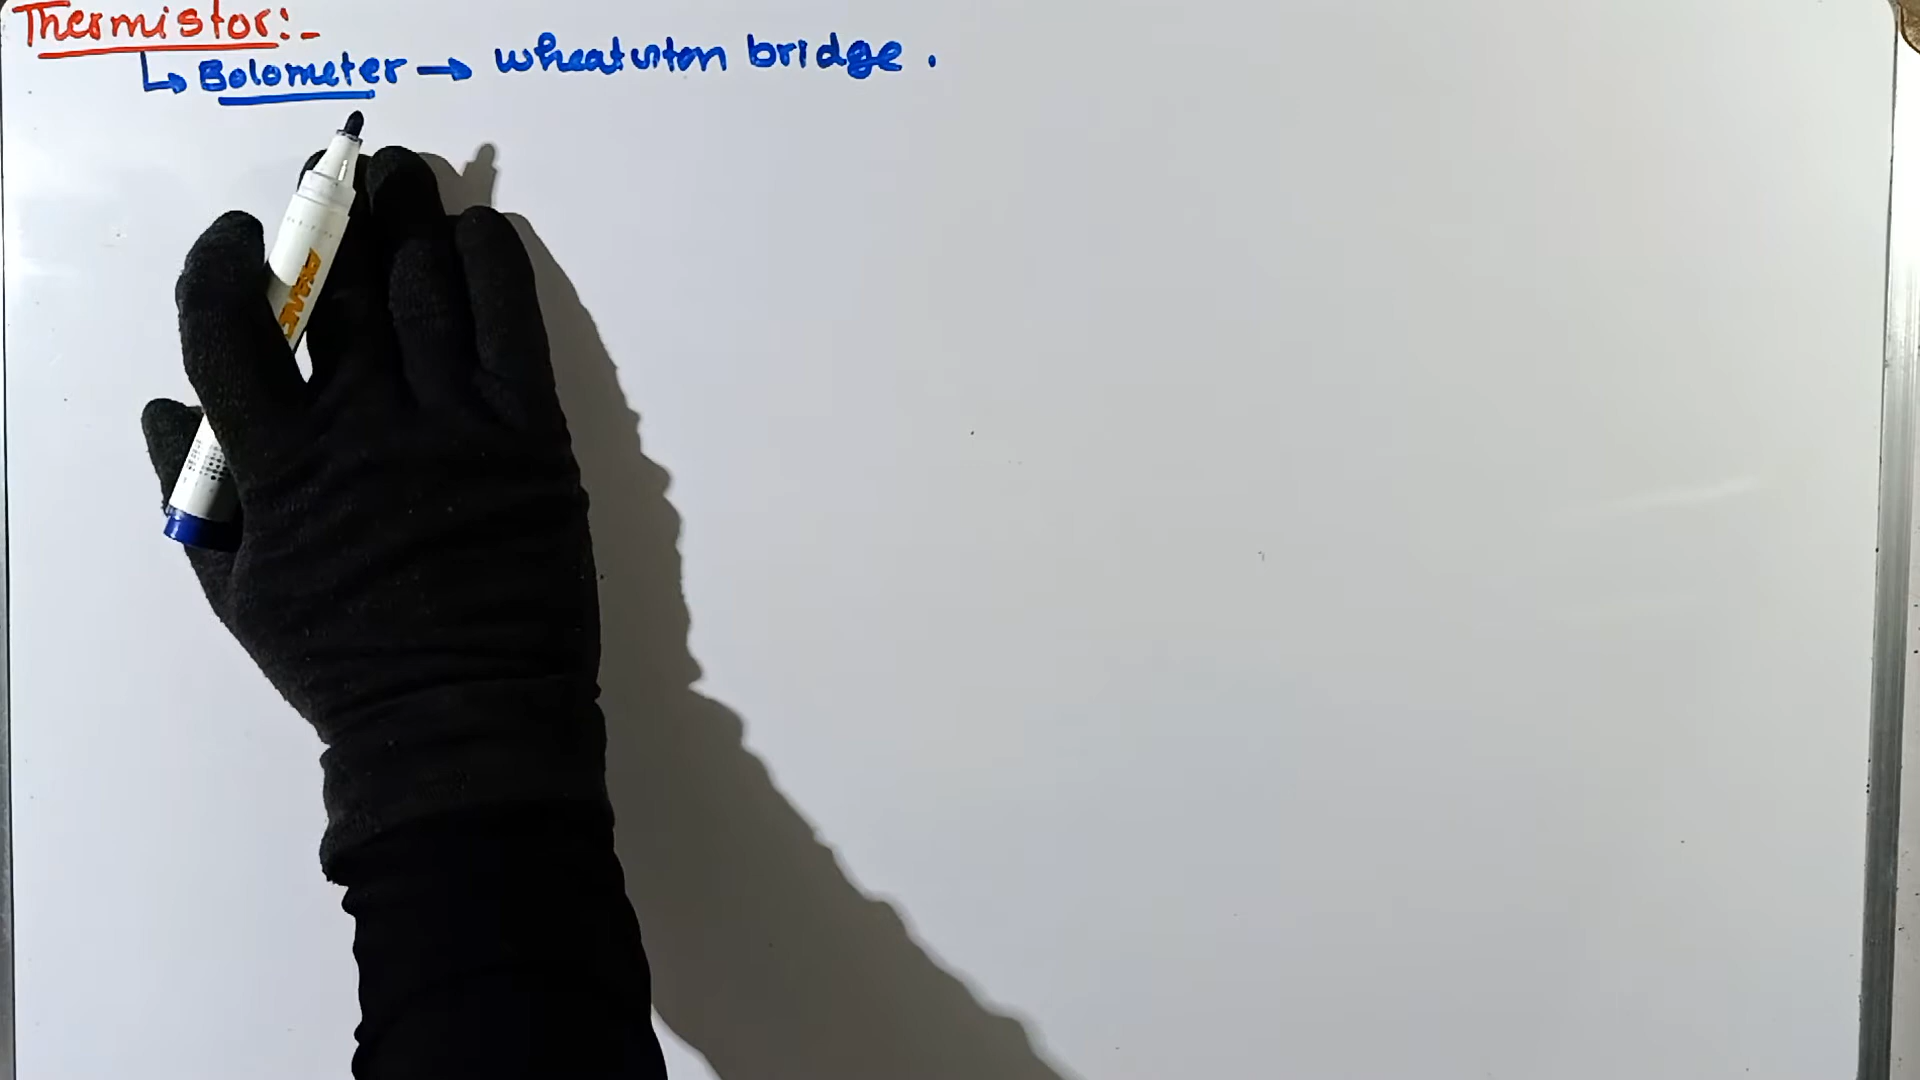 Thermistor:-
↳ Bolometer → wheatston bridge.